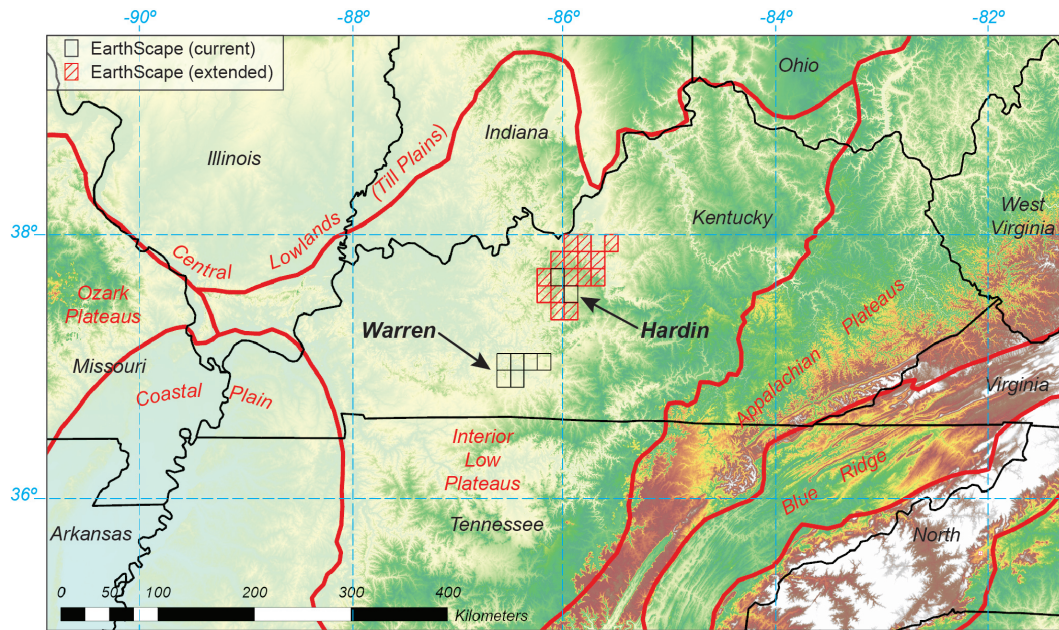 -90º
-88º
-86º
-84º
-82º
EarthScape (current)
EarthScape (extended)
Ohio
Indiana
Illinois
(Till Plains)
Lowlands
Central
38º
Kentucky
West
Virginia
Ozark
Plateaus
Warren
Hardin
Plateaus
Appalachian
Missouri
Coastal
Plain
Virginia
Interior
Low
Plateaus
Blue
Ridge
36º
Arkansas
Tennessee
North
0
50
100
200
300
400
Kilometers